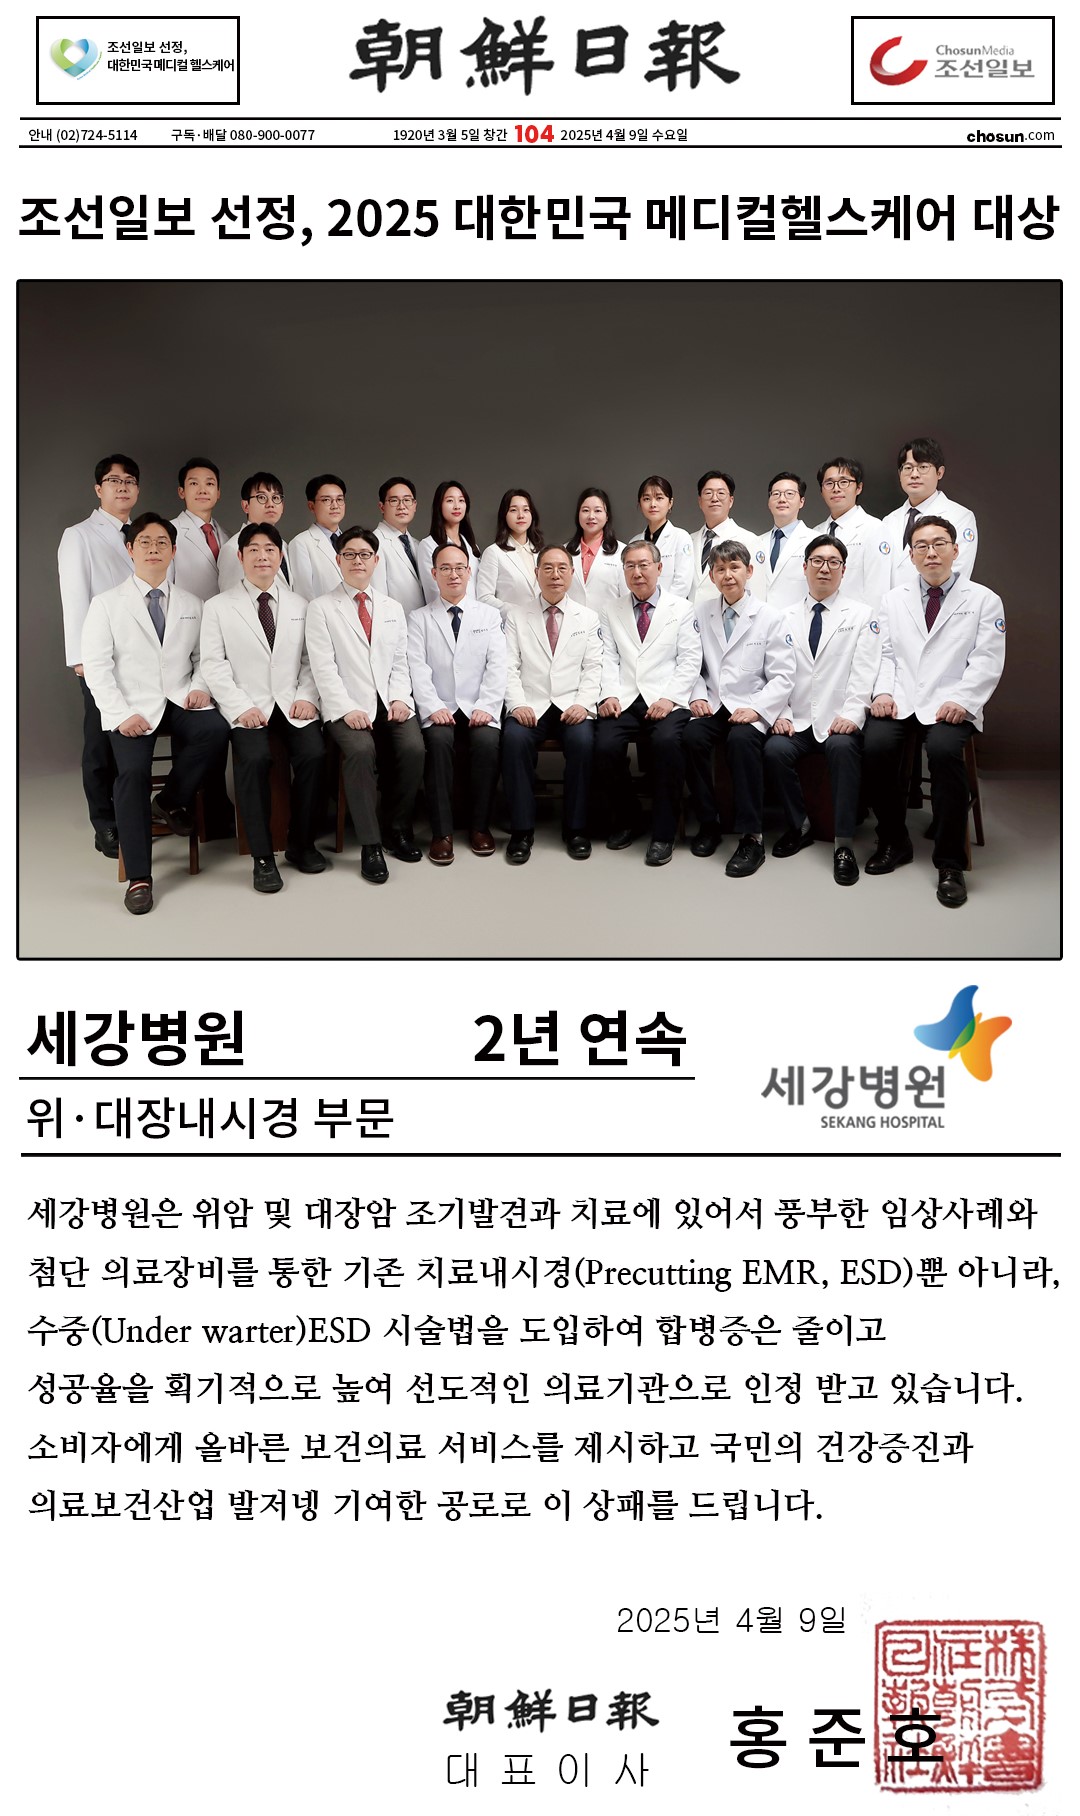 조선일보 선정,
대한민국 메디컬 헬스케어
朝鮮日報
ChosunMedia
조선일보
안내 (02)724-5114 구독·배달 080-900-0077 1920년 3월 5일 창간 104 2025년 4월 9일 수요일 chosun.com
조선일보 선정, 2025 대한민국 메디컬헬스케어 대상
세강병원 2년 연속
위·대장내시경 부문
세강병원
SEKANG HOSPITAL
세강병원은 위암 및 대장암 조기발견과 치료에 있어서 풍부한 임상사례와
첨단 의료장비를 통한 기존 치료내시경(Precutting EMR, ESD)뿐 아니라,
수중(Under warter)ESD 시술법을 도입하여 합병증은 줄이고
성공율을 획기적으로 높여 선도적인 의료기관으로 인정 받고 있습니다.
소비자에게 올바른 보건의료 서비스를 제시하고 국민의 건강증진과
의료보건산업 발저넹 기여한 공로로 이 상패를 드립니다.
2025년 4월 9일
朝鮮日報
대표이사 홍준호